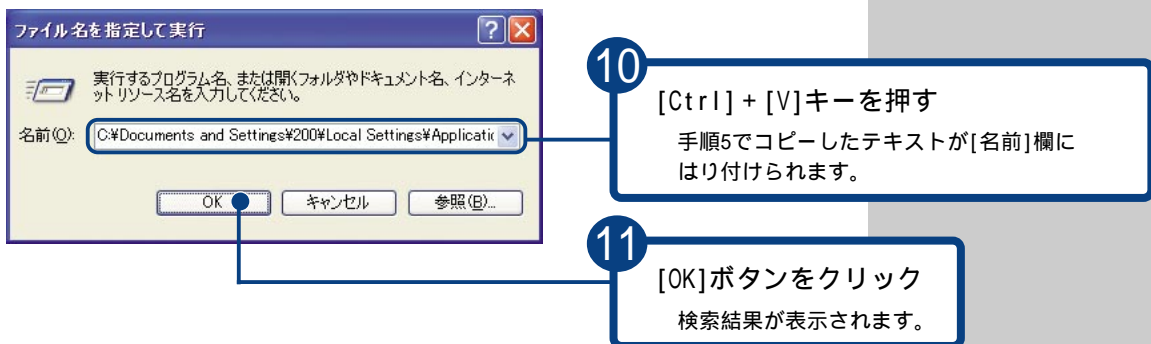 ファイル名を指定して実行
実行するプログラム名、または開くフォルダやドキュメント名、インターネ
ット リソース名を入力してください。
名前(O):
C:¥Documents and Settings¥200¥Local Settings¥Applicatic
OK
キャンセル
参照(B)...
10
[Ctrl] + [V]キーを押す
手順5でコピーしたテキストが[名前]欄に
はり付けられます。
11
[OK]ボタンをクリック
検索結果が表示されます。